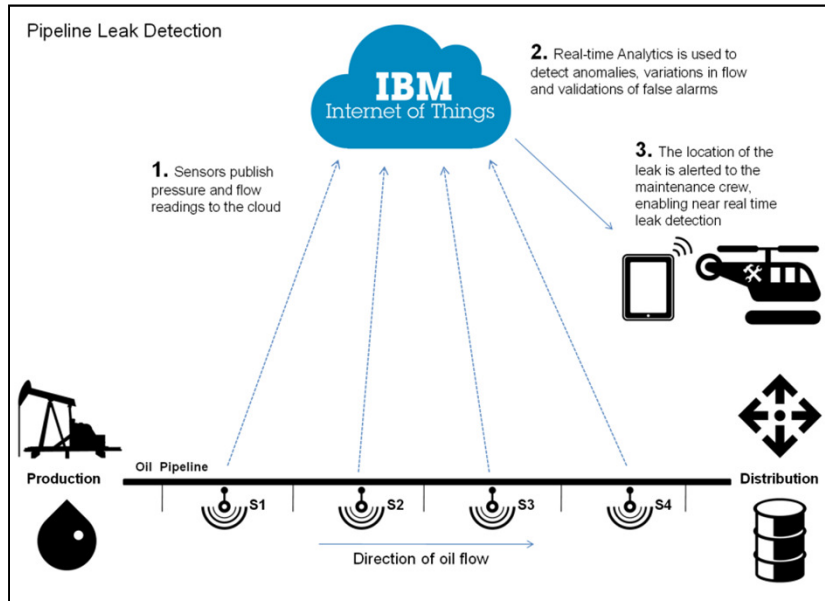 Pipeline Leak Detection
IBM
Internet of Things
2. Real-time Analytics is used to
detect anomalies, variations in flow
and validations of false alarms
1. Sensors publish
pressure and flow
readings to the cloud
3. The location of the
leak is alerted to the
maintenance crew,
enabling near real time
leak detection
Production
Oil Pipeline
Distribution
S1
S2
S3
S4
Direction of oil flow